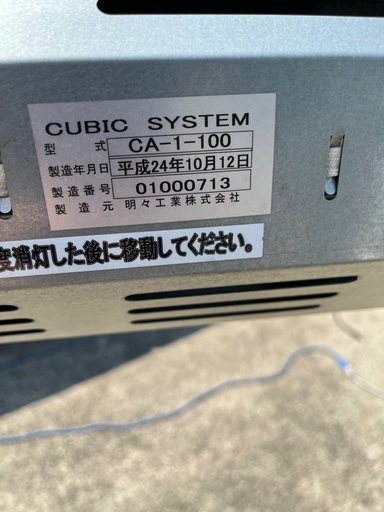 CUBIC SYSTEM
型式 CA-1-100
製造年月日 平成24年10月12日
製造番号 01000713
製造元 明々工業株式会社
度消灯した後に移動してください。